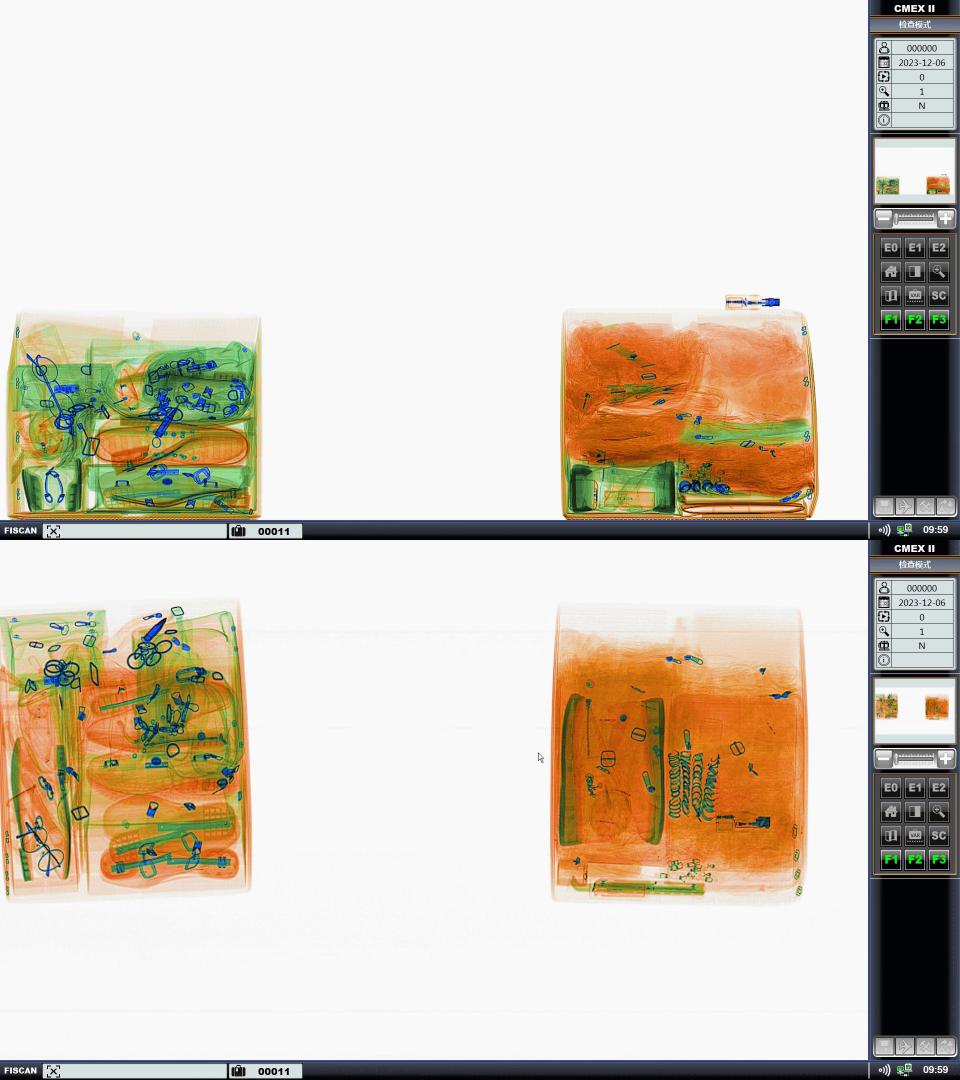 CMEX II
检查模式
000000
2023-12-06
0
1
N
E0 E1 E2
VAR SC
F1 F2 F3
FISCAN 00011 09:59
CMEX II
检查模式
000000
2023-12-06
0
1
N
E0 E1 E2
VAR SC
F1 F2 F3
FISCAN 00011 09:59